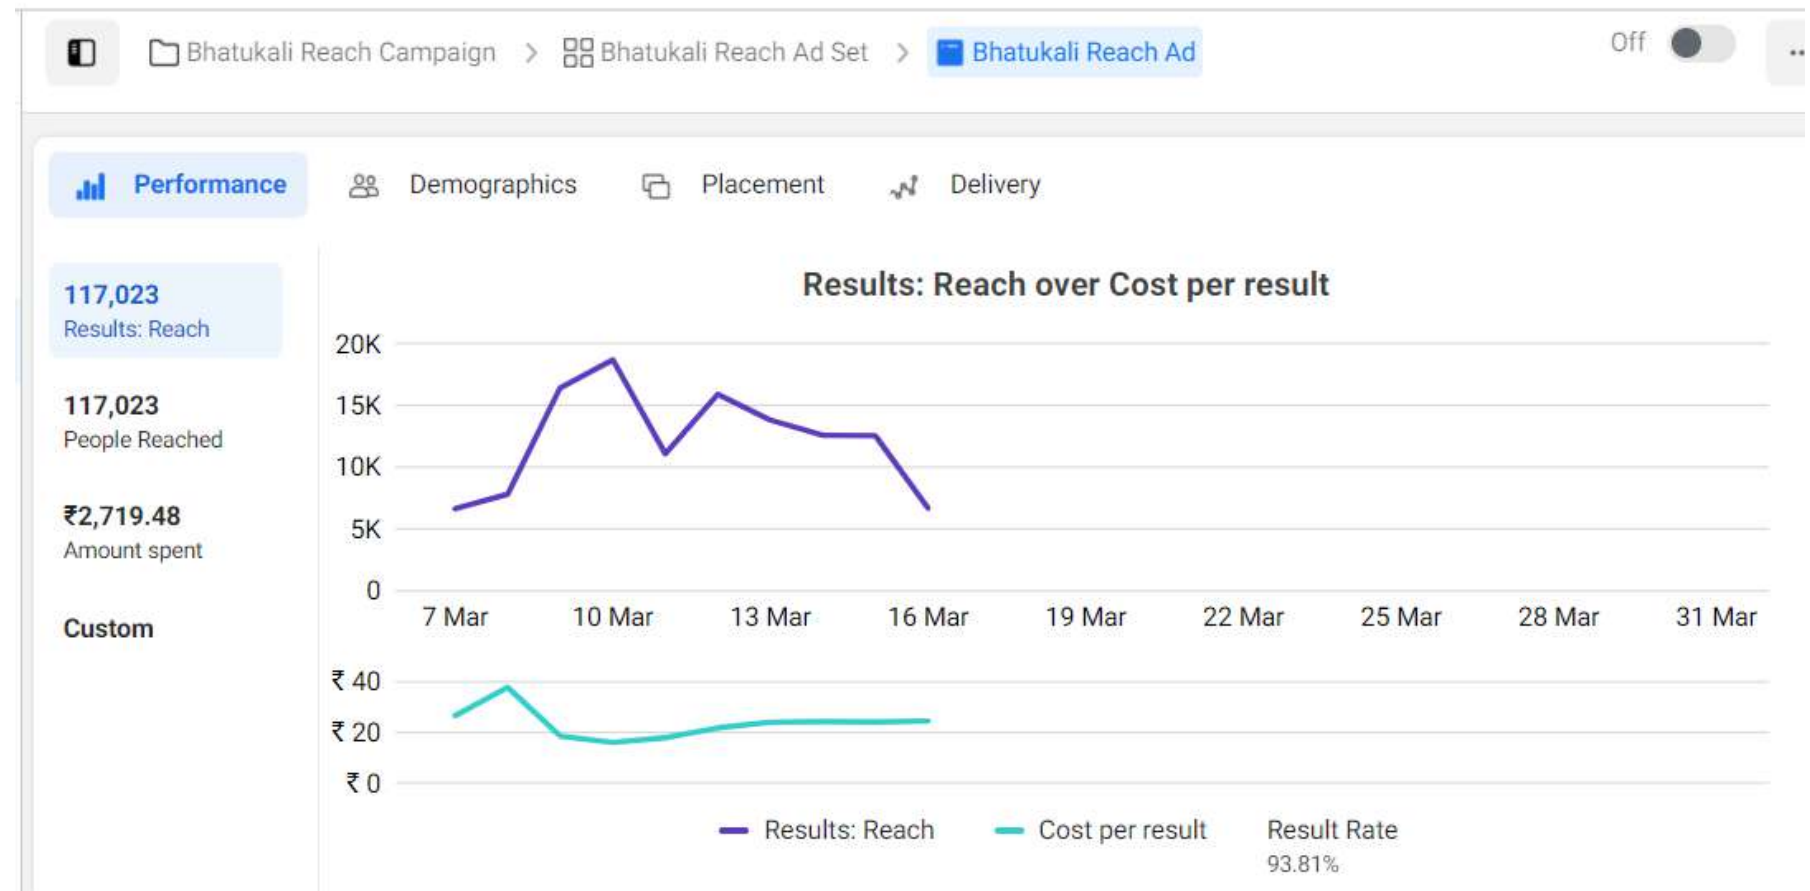 Bhatukali Reach Campaign > Bhatukali Reach Ad Set > Bhatukali Reach Ad Off
Performance Demographics Placement Delivery
117,023
Results: Reach
117,023
People Reached
₹2,719.48
Amount spent
Custom
Results: Reach over Cost per result
20K
15K
10K
5K
0
7 Mar 10 Mar 13 Mar 16 Mar 19 Mar 22 Mar 25 Mar 28 Mar 31 Mar
₹ 40
₹ 20
₹ 0
Results: Reach Cost per result Result Rate
93.81%